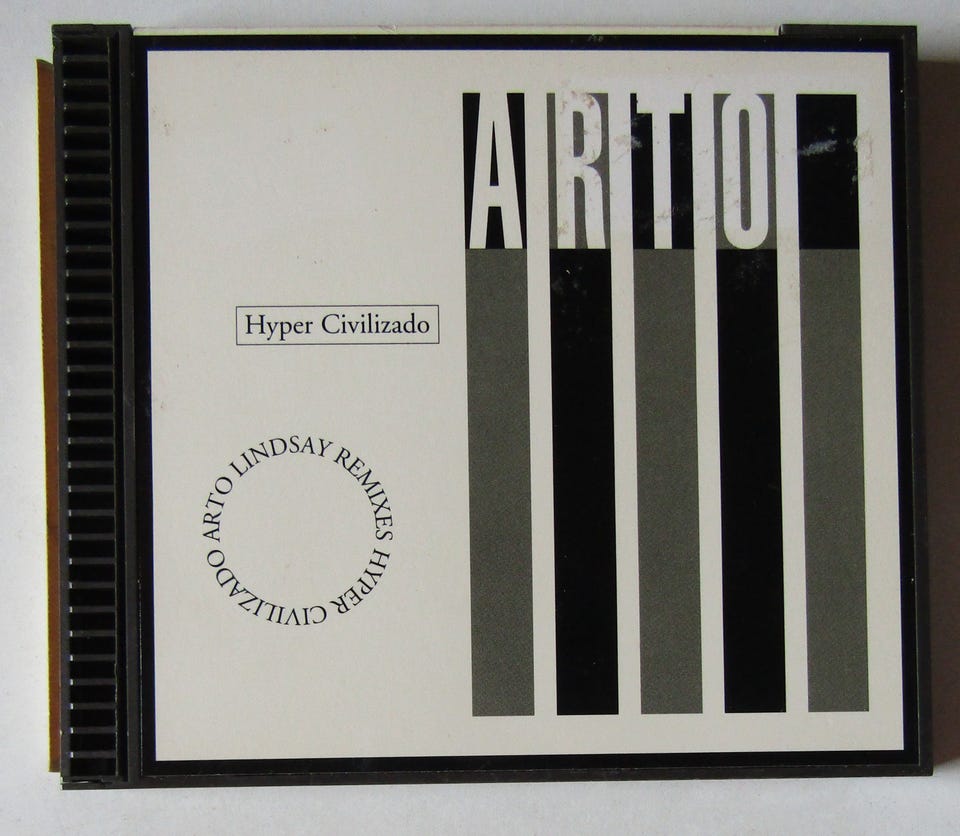 ARTO
Hyper Civilizado
ARTO LINDSAY REMIXES HYPER CIVILIZADO